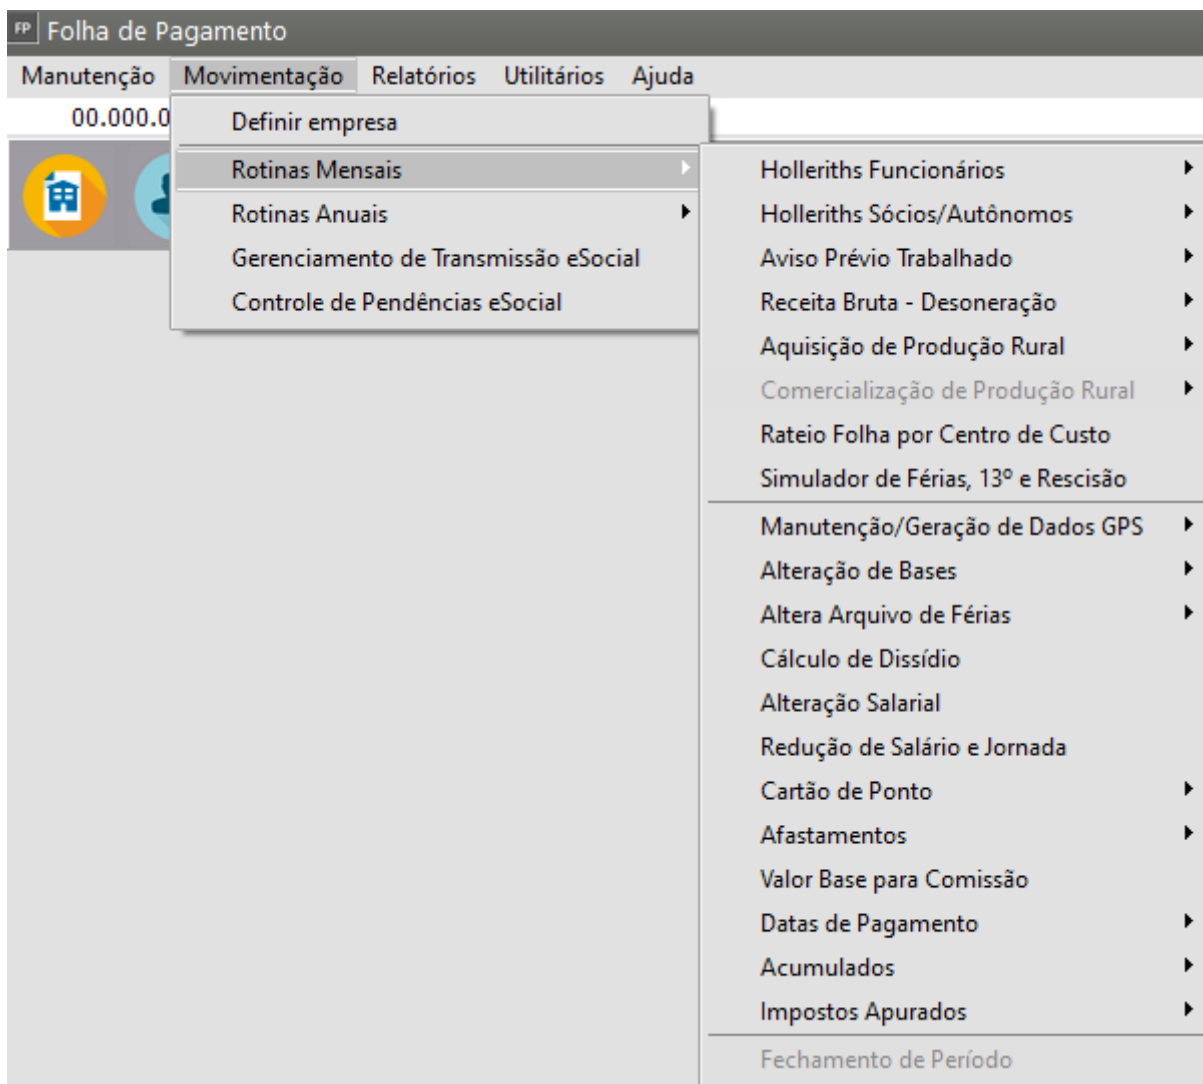 FP Folha de Pagamento
Manutenção Movimentação Relatórios Utilitários Ajuda
00.000.0
Definir empresa
Rotinas Mensais
Rotinas Anuais
Gerenciamento de Transmissão eSocial
Controle de Pendências eSocial
Holleriths Funcionários
Holleriths Sócios/Autônomos
Aviso Prévio Trabalhado
Receita Bruta - Desoneração
Aquisição de Produção Rural
Comercialização de Produção Rural
Rateio Folha por Centro de Custo
Simulador de Férias, 13º e Rescisão
Manutenção/Geração de Dados GPS
Alteração de Bases
Altera Arquivo de Férias
Cálculo de Dissídio
Alteração Salarial
Redução de Salário e Jornada
Cartão de Ponto
Afastamentos
Valor Base para Comissão
Datas de Pagamento
Acumulados
Impostos Apurados
Fechamento de Período